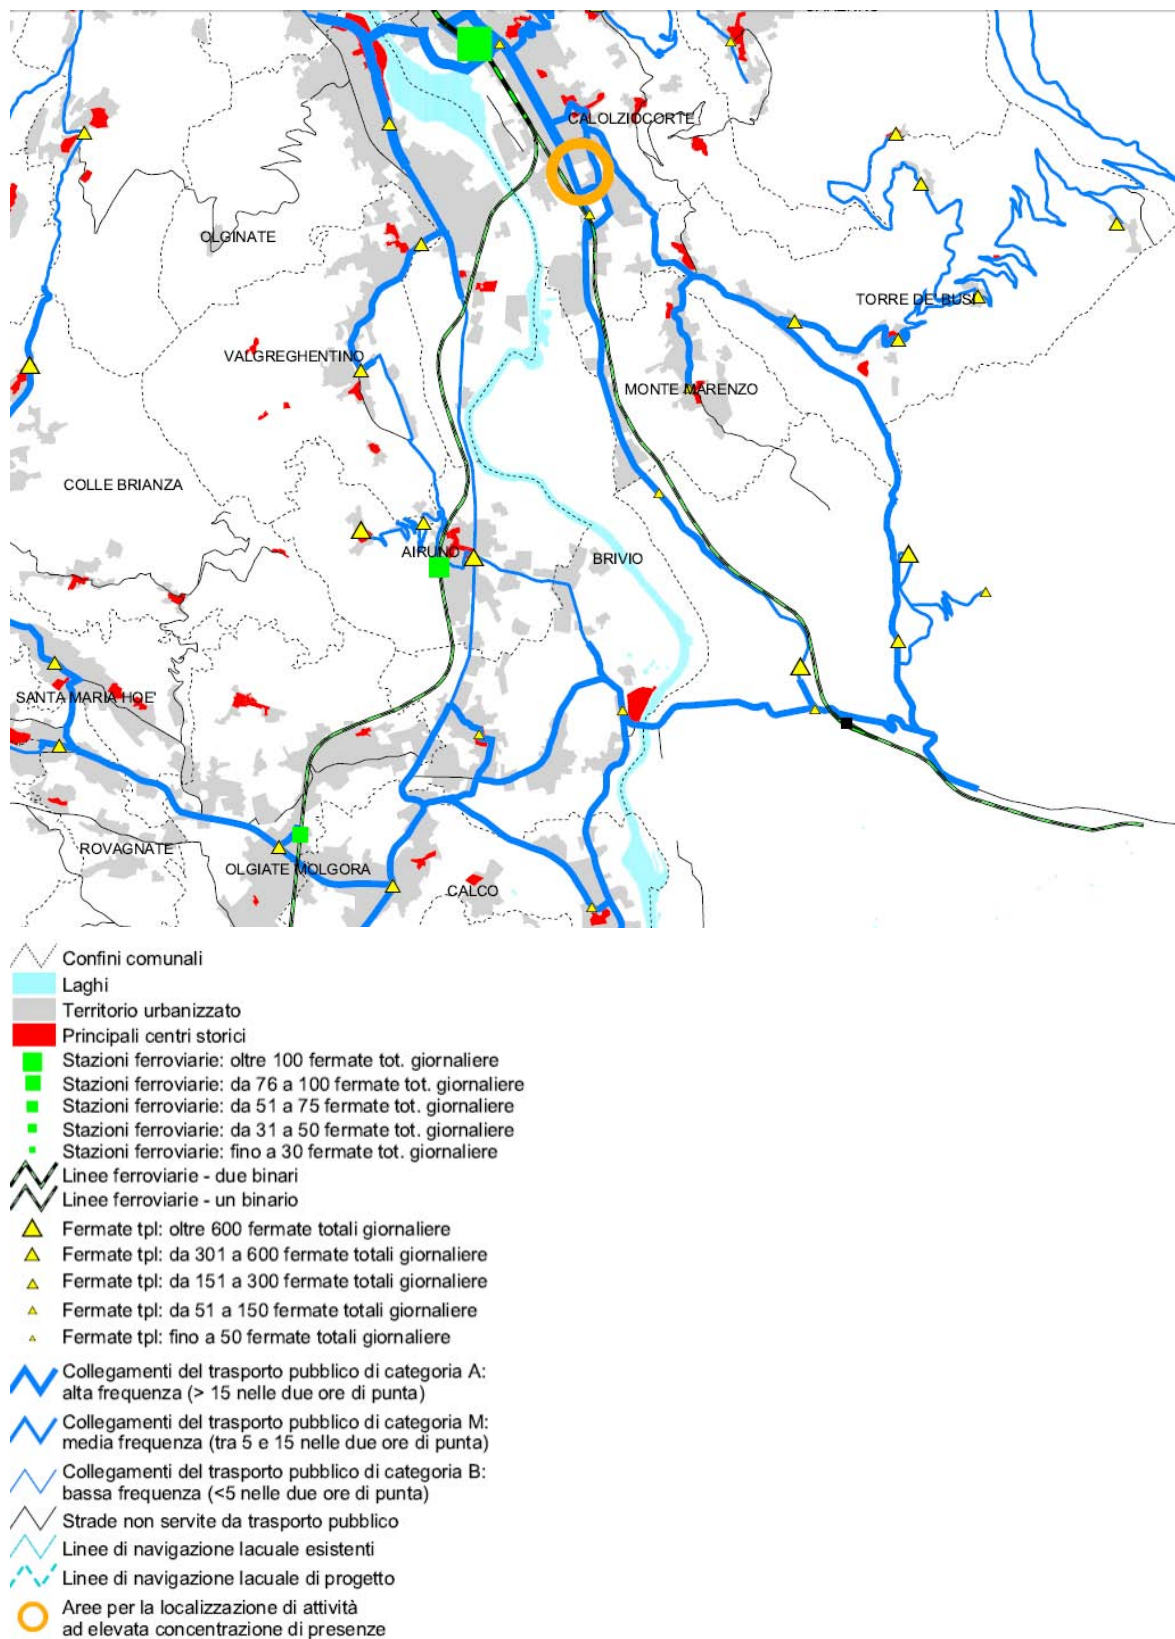 CALOLZIOCORTE
OLGINATE
TORRE DE' BUSI
VALGREGHENTINO
MONTE MARENZO
COLLE BRIANZA
AIRUNO
BRIVIO
SANTA MARIA HOE'
ROVAGNATE
OLGIATE MOLGORA
CALCO
Confini comunali
Laghi
Territorio urbanizzato
Principali centri storici
Stazioni ferroviarie: oltre 100 fermate tot. giornaliere
Stazioni ferroviarie: da 76 a 100 fermate tot. giornaliere
Stazioni ferroviarie: da 51 a 75 fermate tot. giornaliere
Stazioni ferroviarie: da 31 a 50 fermate tot. giornaliere
Stazioni ferroviarie: fino a 30 fermate tot. giornaliere
Linee ferroviarie - due binari
Linee ferroviarie - un binario
Fermate tpl: oltre 600 fermate totali giornaliere
Fermate tpl: da 301 a 600 fermate totali giornaliere
Fermate tpl: da 151 a 300 fermate totali giornaliere
Fermate tpl: da 51 a 150 fermate totali giornaliere
Fermate tpl: fino a 50 fermate totali giornaliere
Collegamenti del trasporto pubblico di categoria A:
alta frequenza (> 15 nelle due ore di punta)
Collegamenti del trasporto pubblico di categoria M:
media frequenza (tra 5 e 15 nelle due ore di punta)
Collegamenti del trasporto pubblico di categoria B:
bassa frequenza (<5 nelle due ore di punta)
Strade non servite da trasporto pubblico
Linee di navigazione lacuale esistenti
Linee di navigazione lacuale di progetto
Aree per la localizzazione di attività
ad elevata concentrazione di presenze